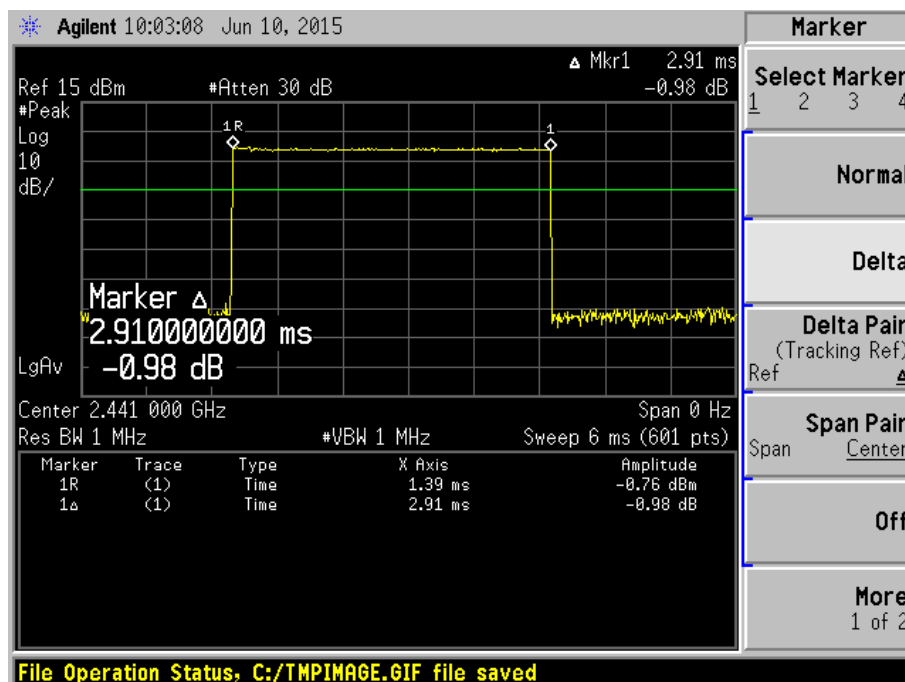 Agilent 10:03:08 Jun 10, 2015
Marker
Δ Mkr1 2.91 ms
Ref 15 dBm #Atten 30 dB -0.98 dB
#Peak
Log
10
dB/
1R
1
Marker Δ
2.910000000 ms
-0.98 dB
LgAv
Center 2.441 000 GHz Span 0 Hz
Res BW 1 MHz #VBW 1 MHz Sweep 6 ms (601 pts)
Marker Trace Type X Axis Amplitude
1R (1) Time 1.39 ms -0.76 dBm
1Δ (1) Time 2.91 ms -0.98 dB
Select Marker
1 2 3 4
Normal
Delta
Delta Pair
(Tracking Ref)
Ref Δ
Span Pair
Span Center
Off
More
1 of 2
File Operation Status, C:/TMPIMAGE.GIF file saved